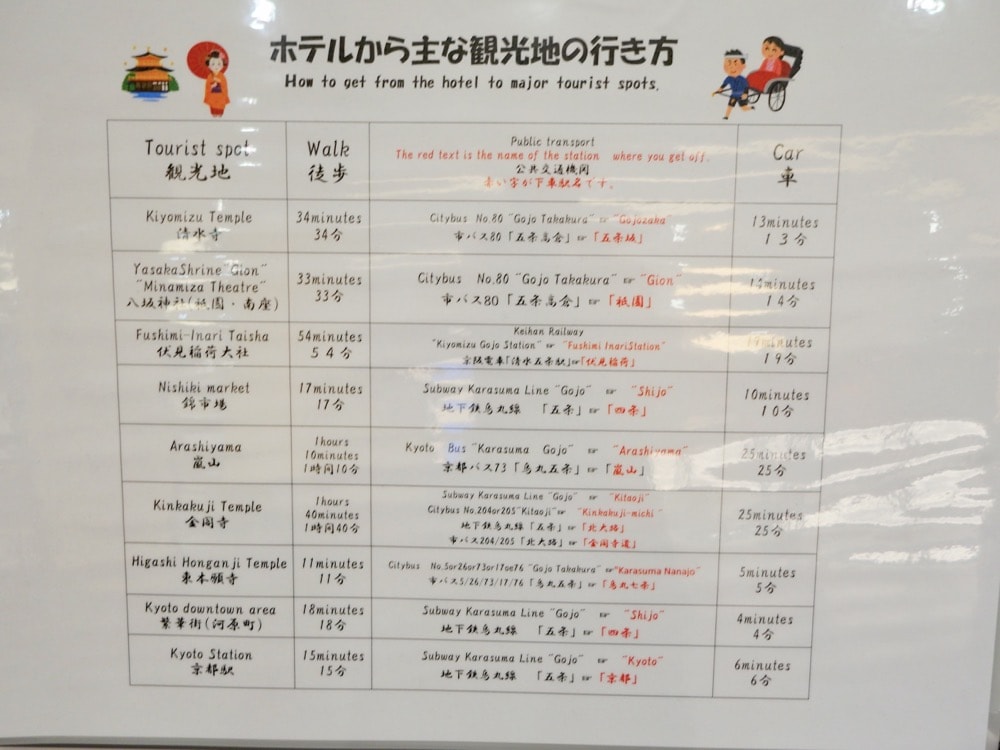 ホテルから主な観光地の行き方
How to get from the hotel to major tourist spots.
Tourist spot
観光地
Walk
徒歩
Public transport
The red text is the name of the station where you get off.
公共交通機関
赤い字が下車駅名です。
Car
車
Kiyomizu Temple
清水寺
34minutes
34分
Citybus No.80 "Gojo Takakura" ☞ "Gojozaka"
市バス80「五条高倉」☞「五条坂」
13minutes
13分
YasakaShrine"Gion"
"Minamiza Theatre"
八坂神社(祇園・南座)
33minutes
33分
Citybus No.80 "Gojo Takakura" ☞ "Gion"
市バス80「五条高倉」☞「祇園」
14minutes
14分
Fushimi-Inari Taisha
伏見稲荷大社
54minutes
54分
Keihan Railway
"Kiyomizu Gojo Station" ☞ "Fushimi InariStation"
京阪電車「清水五条駅」☞「伏見稲荷」
19minutes
19分
Nishiki market
錦市場
17minutes
17分
Subway Karasuma Line "Gojo" ☞ "Shijo"
地下鉄烏丸線 「五条」☞「四条」
10minutes
10分
Arashiyama
嵐山
1hours
10minutes
1時間10分
Kyoto Bus "Karasuma Gojo" ☞ "Arashiyama"
京都バス73「烏丸五条」☞「嵐山」
25minutes
25分
Kinkakuji Temple
金閣寺
1hours
40minutes
1時間40分
Subway Karasuma Line "Gojo" ☞ "Kitaoji"
Citybus No.204or205"Kitaoji" ☞ "Kinkakuji-michi
地下鉄烏丸線 「五条」☞「北大路」
市バス204/205「北大路」☞「金閣寺道」
25minutes
25分
Higashi Honganji Temple
東本願寺
11minutes
11分
Citybus No.5or26or73or17oe76 "Gojo Takakura" ☞"Karasuma Nanajo"
市バス5/26/73/17/76「烏丸五条」☞「烏丸七条」
5minutes
5分
Kyoto downtown area
繁華街(河原町)
18minutes
18分
Subway Karasuma Line "Gojo" ☞ "Shijo"
地下鉄烏丸線 「五条」☞「四条」
4minutes
4分
Kyoto Station
京都駅
15minutes
15分
Subway Karasuma Line "Gojo" ☞ "Kyoto"
地下鉄烏丸線 「五条」☞「京都」
6minutes
6分